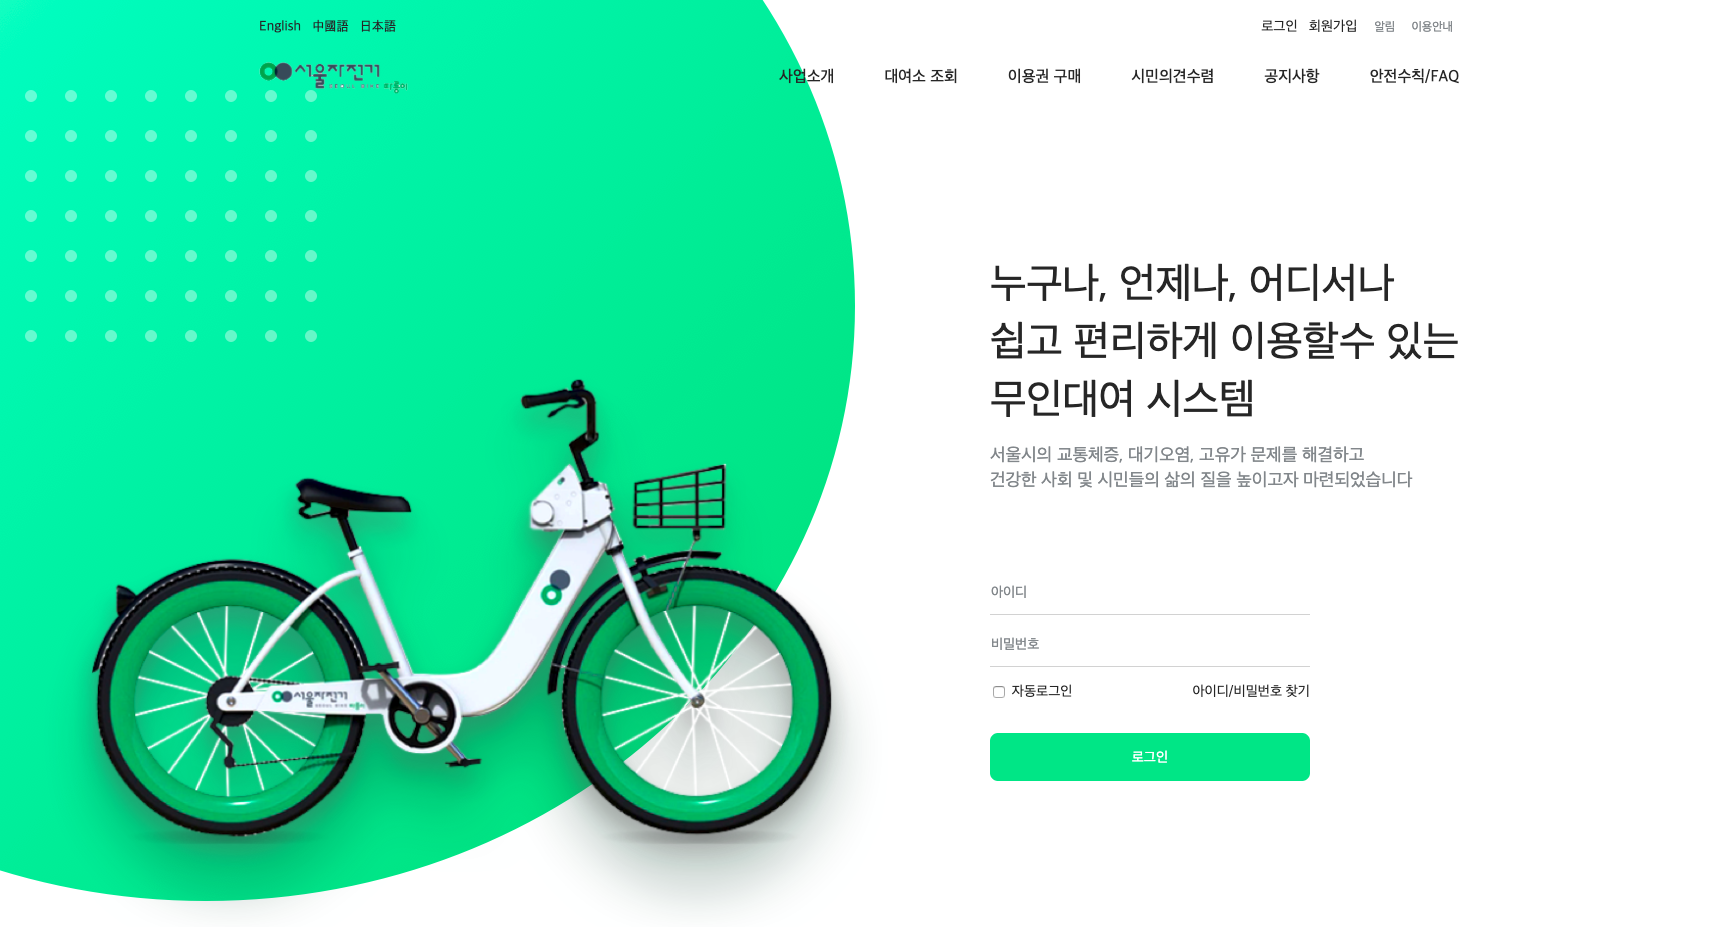 English 中國語 日本語
로그인 회원가입 알림 이용안내
서울자전거
SEOUL BIKE 따릉이
사업소개 대여소 조회 이용권 구매 시민의견수렴 공지사항 안전수칙/FAQ
누구나, 언제나, 어디서나
쉽고 편리하게 이용할수 있는
무인대여 시스템
서울시의 교통체증, 대기오염, 고유가 문제를 해결하고
건강한 사회 및 시민들의 삶의 질을 높이고자 마련되었습니다
아이디
비밀번호
자동로그인 아이디/비밀번호 찾기
로그인
서울자전거
SEOUL BIKE 따릉이